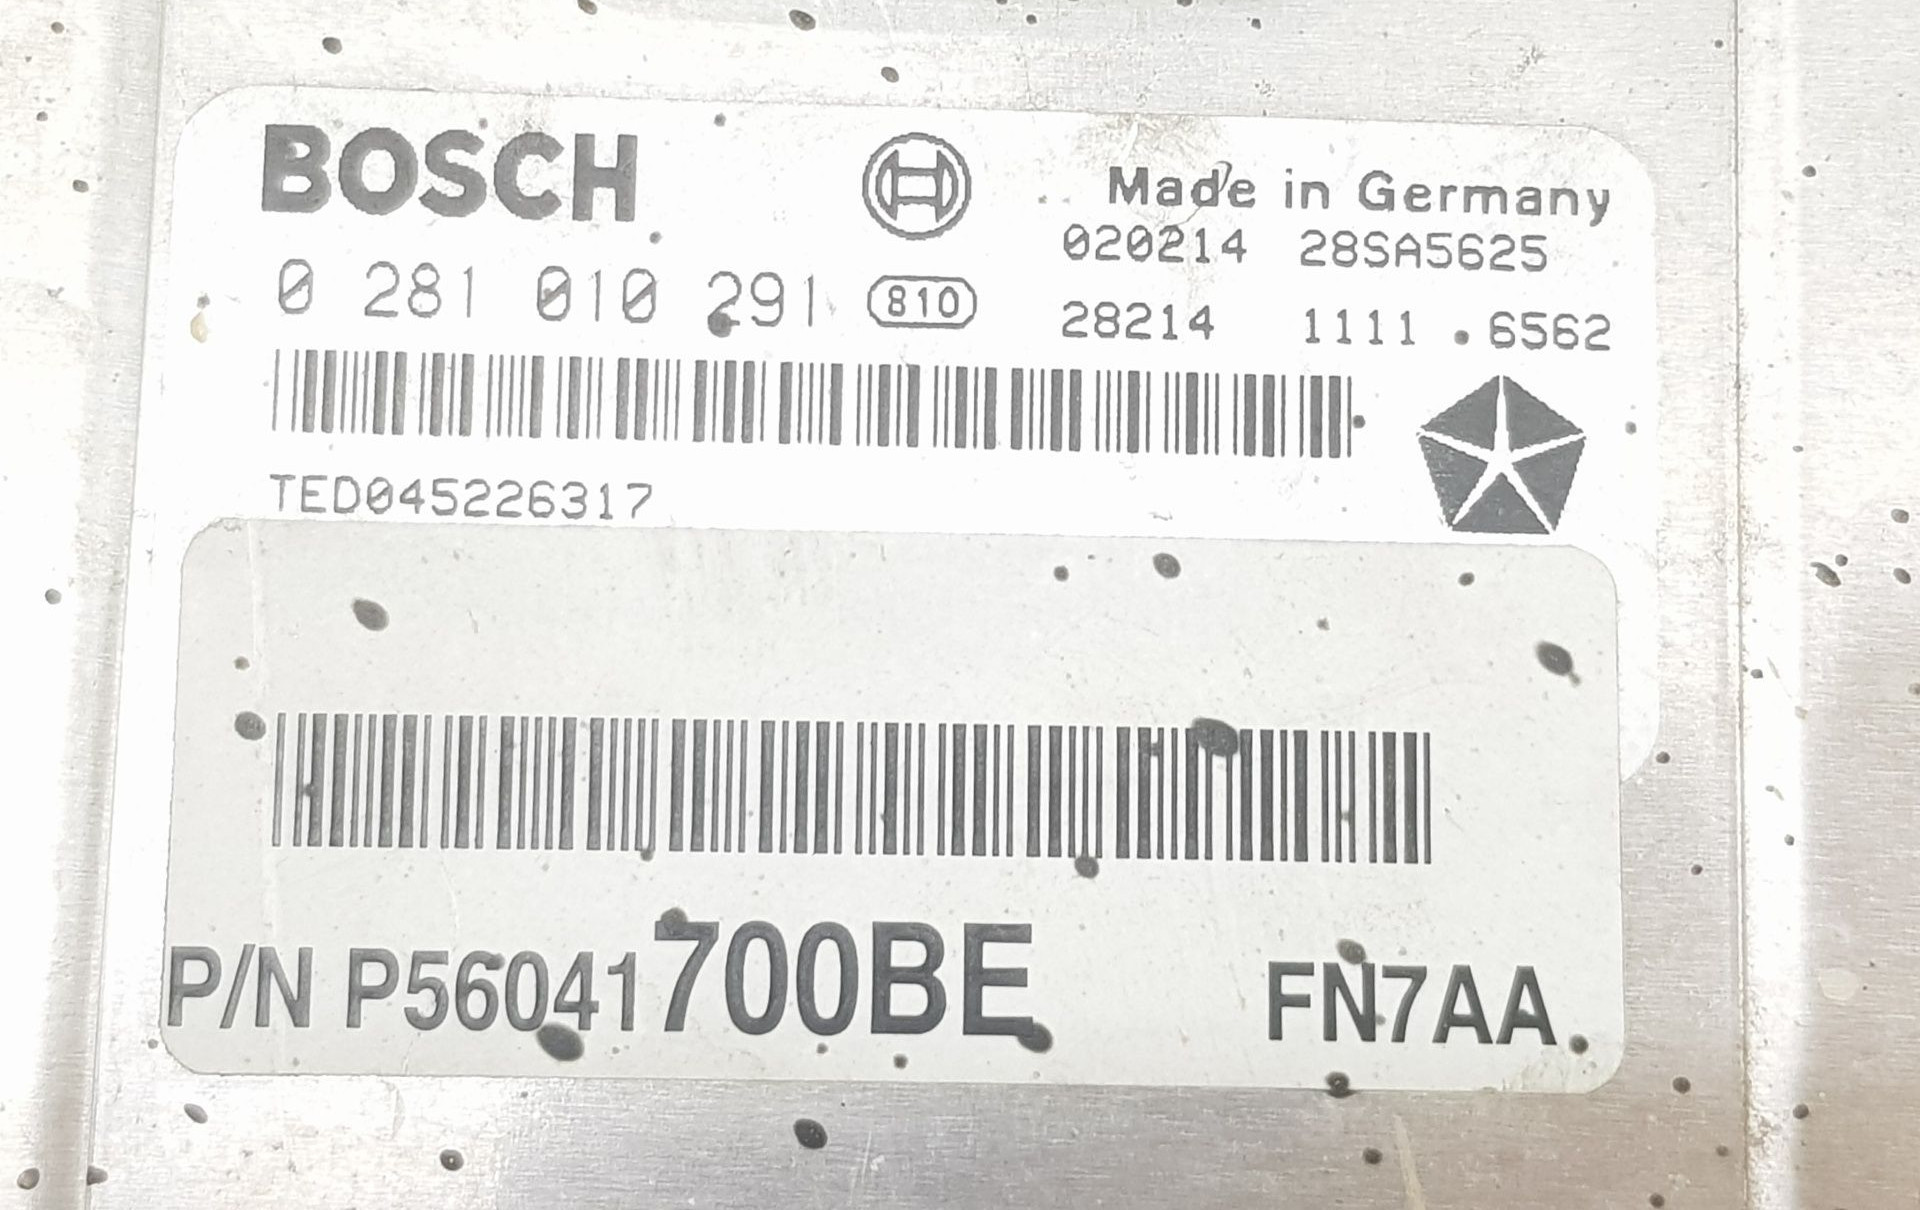 BOSCH
Made in Germany
020214 28SA5625
0 281 010 291 810
28214 1111.6562
TED045226317
P/N P56041700BE FN7AA